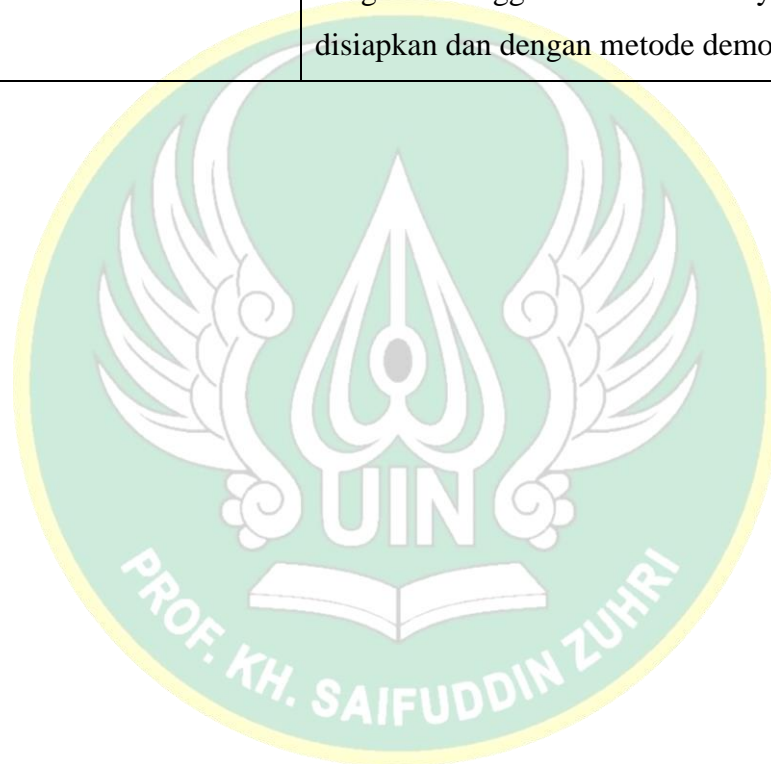 disiapkan dan dengan metode demo
UIN
PROF. KH. SAIFUDDIN ZUHRI